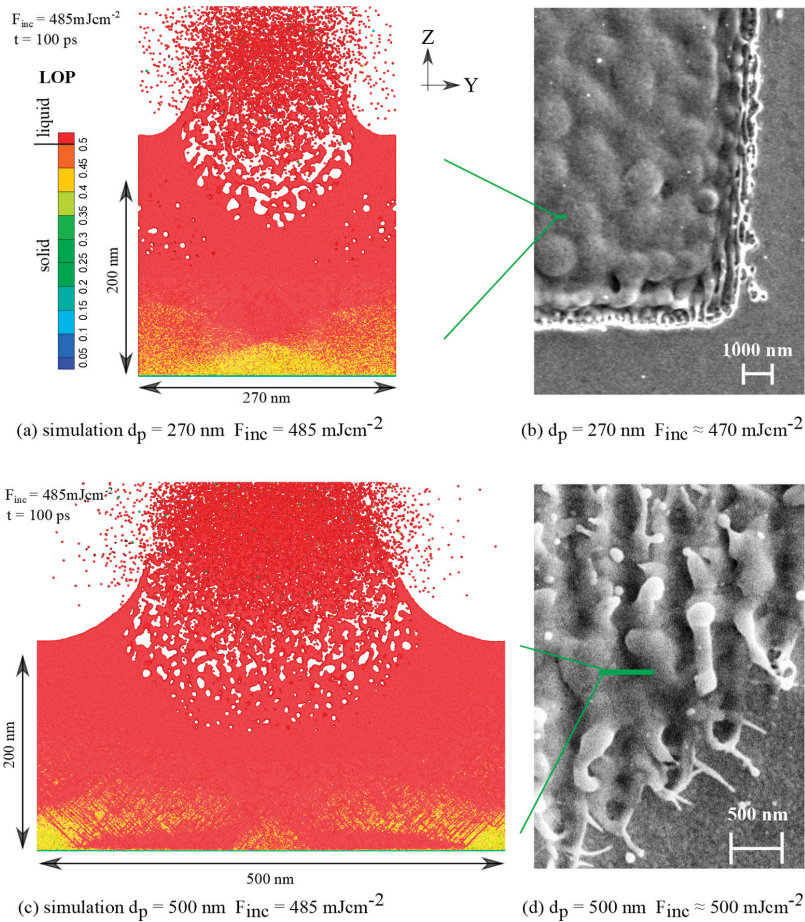 F_inc = 485mJcm⁻²
t = 100 ps
LOP
liquid
solid
0.5
0.45
0.4
0.35
0.3
0.25
0.2
0.15
0.1
0.05
200 nm
270 nm
Z
Y
1000 nm
(a) simulation d_p = 270 nm F_inc = 485 mJcm⁻²
(b) d_p = 270 nm F_inc ≈ 470 mJcm⁻²
F_inc = 485mJcm⁻²
t = 100 ps
200 nm
500 nm
500 nm
(c) simulation d_p = 500 nm F_inc = 485 mJcm⁻²
(d) d_p = 500 nm F_inc ≈ 500 mJcm⁻²